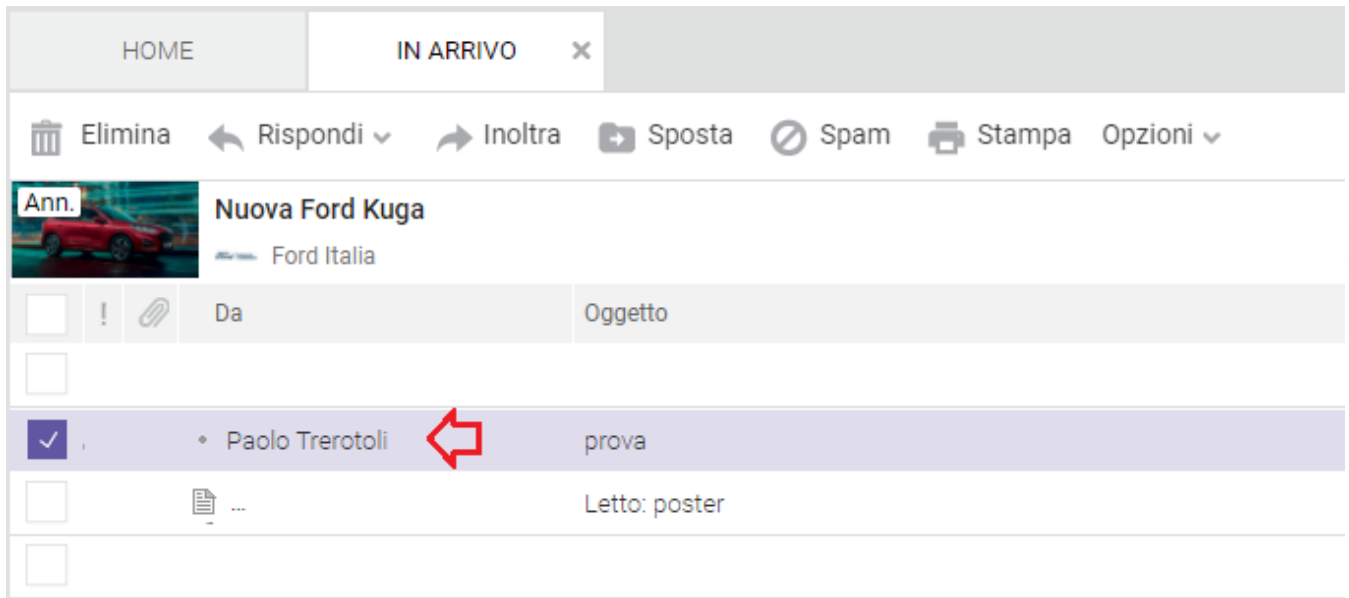 HOME IN ARRIVO
Elimina Rispondi Inoltra Sposta Spam Stampa Opzioni
Ann.
Nuova Ford Kuga
Ford Italia
! Da Oggetto
Paolo Trerotoli prova
... Letto: poster